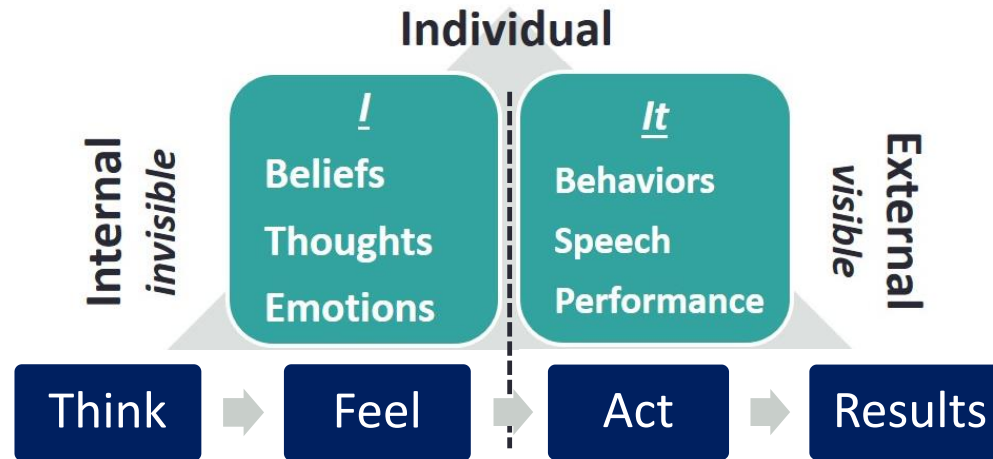 Individual
Internal
invisible
I
Beliefs
Thoughts
Emotions
It
Behaviors
Speech
Performance
External
visible
Think
Feel
Act
Results